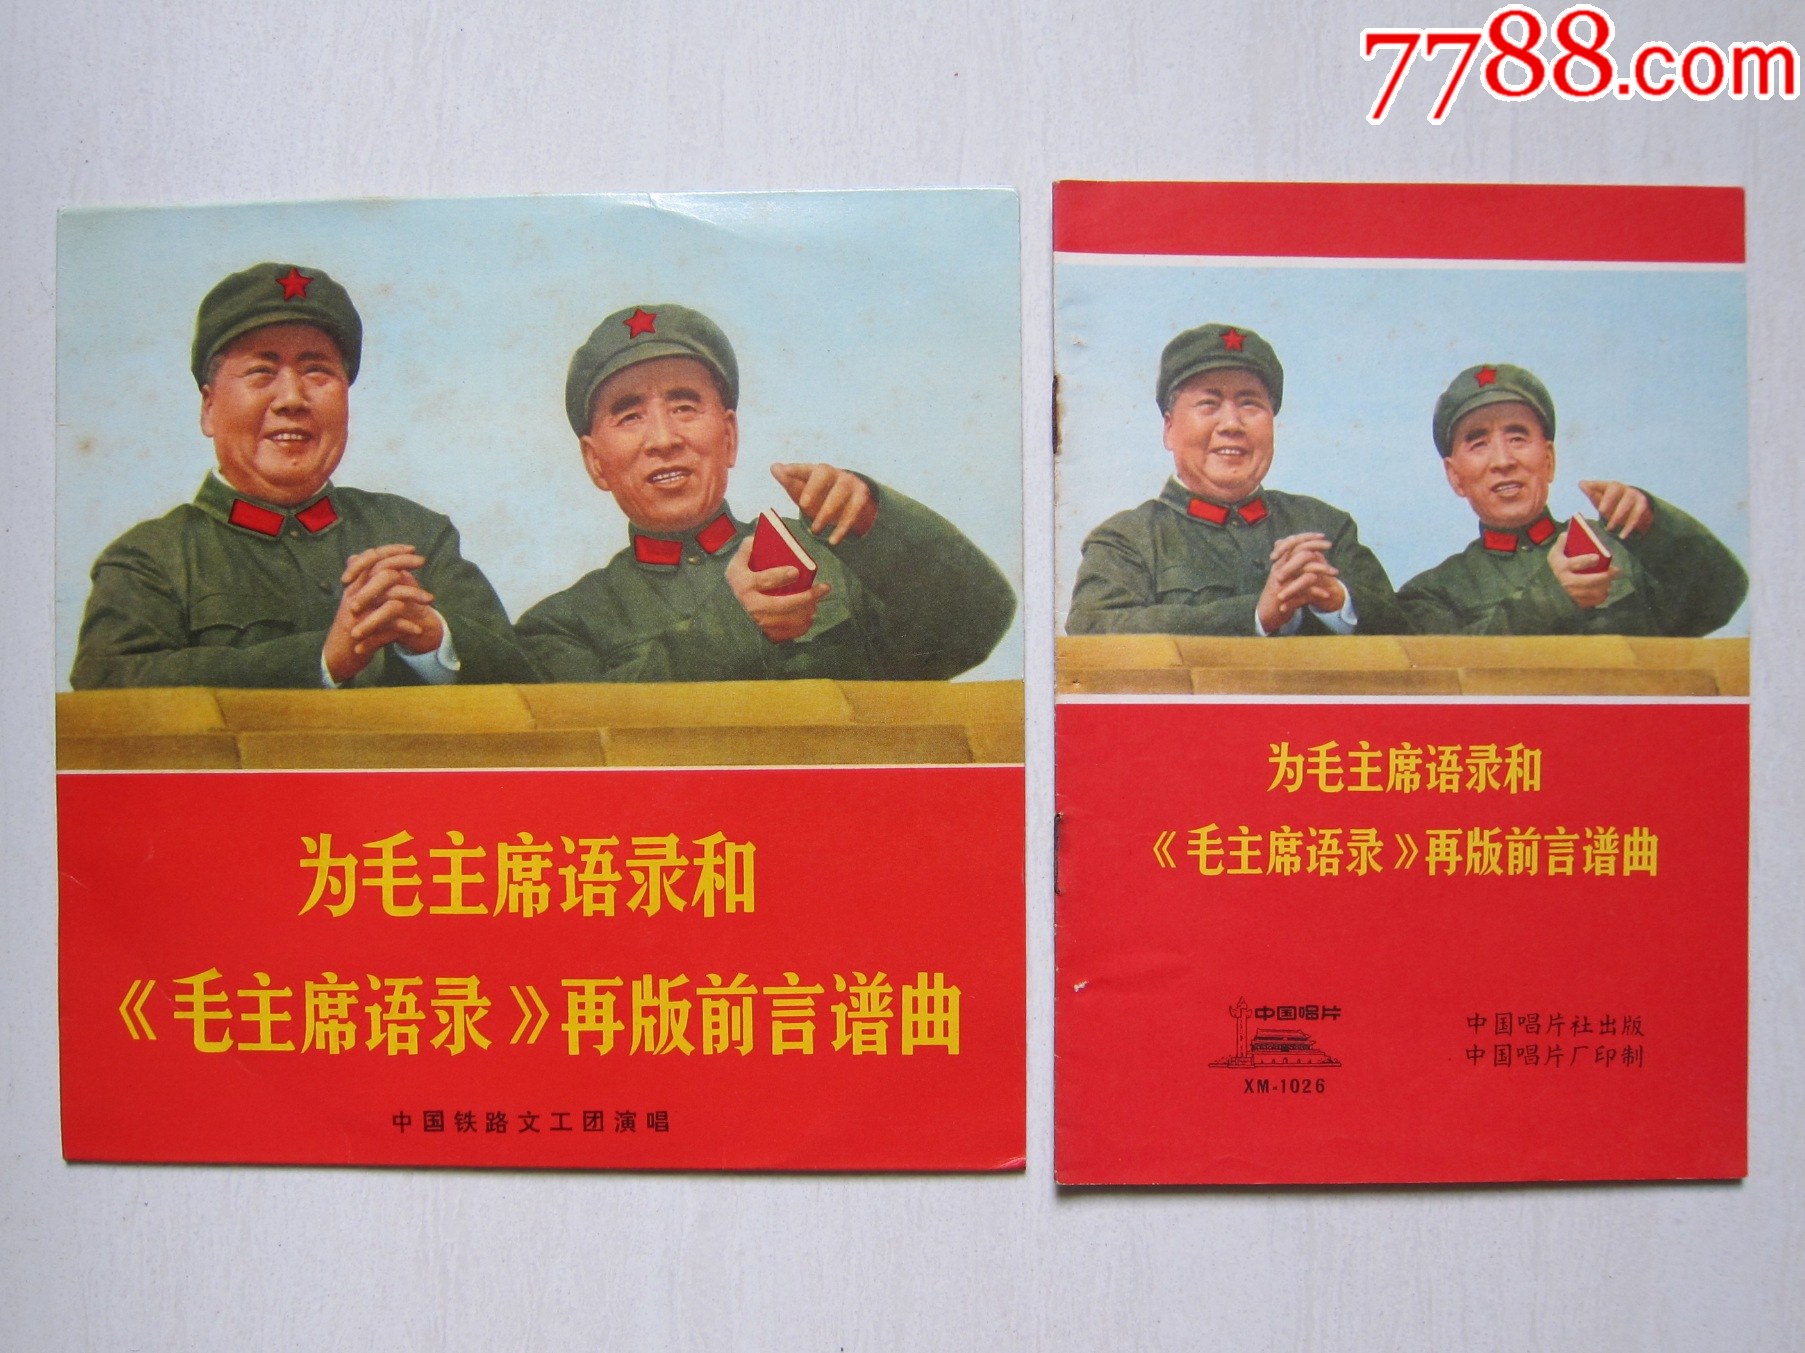 7788.com
为毛主席语录和
《毛主席语录》再版前言谱曲
中国铁路文工团演唱
为毛主席语录和
《毛主席语录》再版前言谱曲
中国唱片
XM-1026
中国唱片社出版
中国唱片厂印制